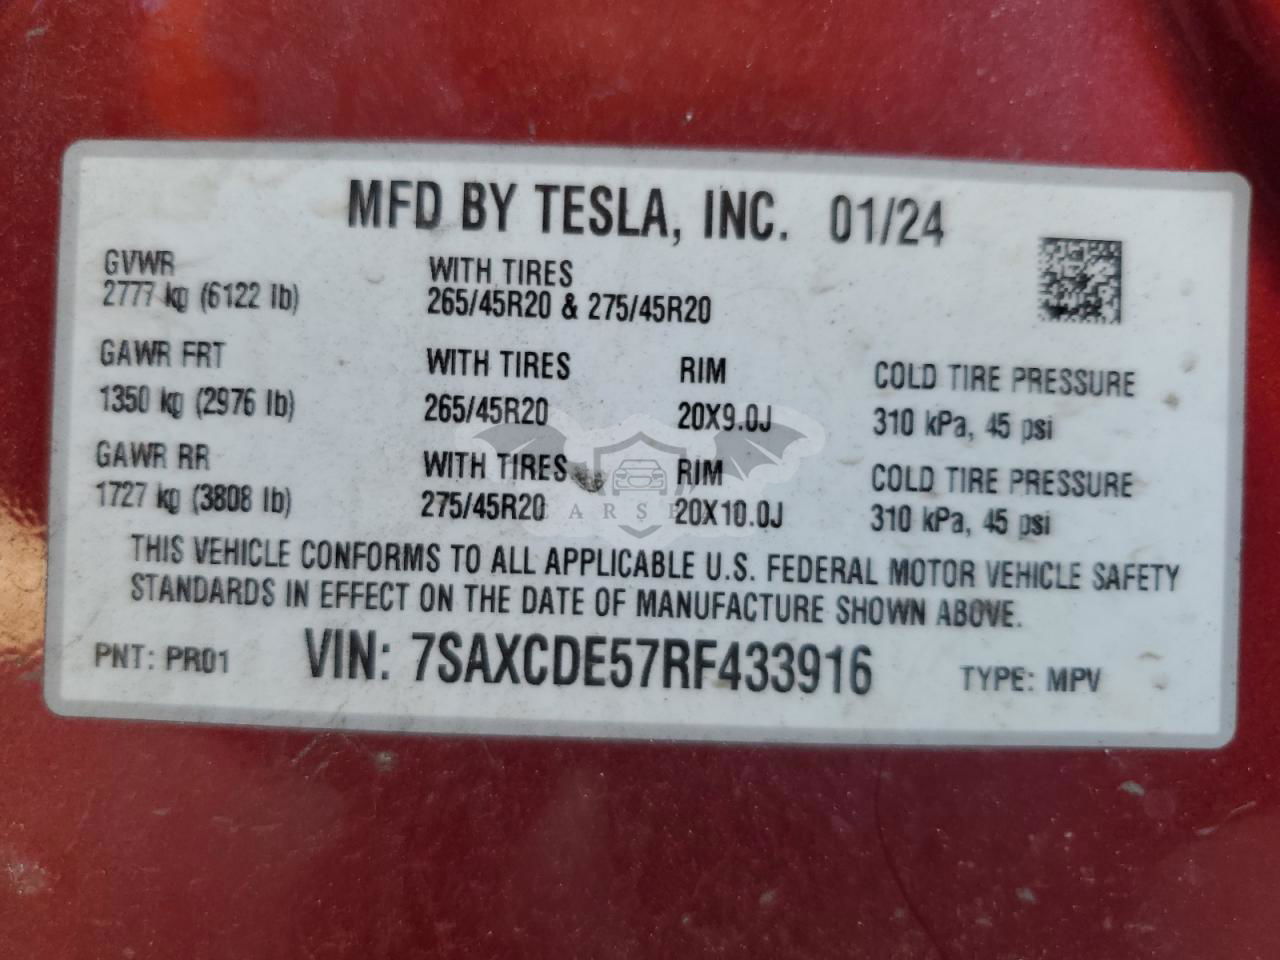 MFD BY TESLA, INC. 01/24
GVWR WITH TIRES
2777 kg (6122 lb) 265/45R20 & 275/45R20
GAWR FRT WITH TIRES RIM COLD TIRE PRESSURE
1350 kg (2976 lb) 265/45R20 20X9.0J 310 kPa, 45 psi
GAWR RR WITH TIRES RIM COLD TIRE PRESSURE
1727 kg (3808 lb) 275/45R20 20X10.0J 310 kPa, 45 psi
THIS VEHICLE CONFORMS TO ALL APPLICABLE U.S. FEDERAL MOTOR VEHICLE SAFETY
STANDARDS IN EFFECT ON THE DATE OF MANUFACTURE SHOWN ABOVE.
PNT: PR01 VIN: 7SAXCDE57RF433916 TYPE: MPV